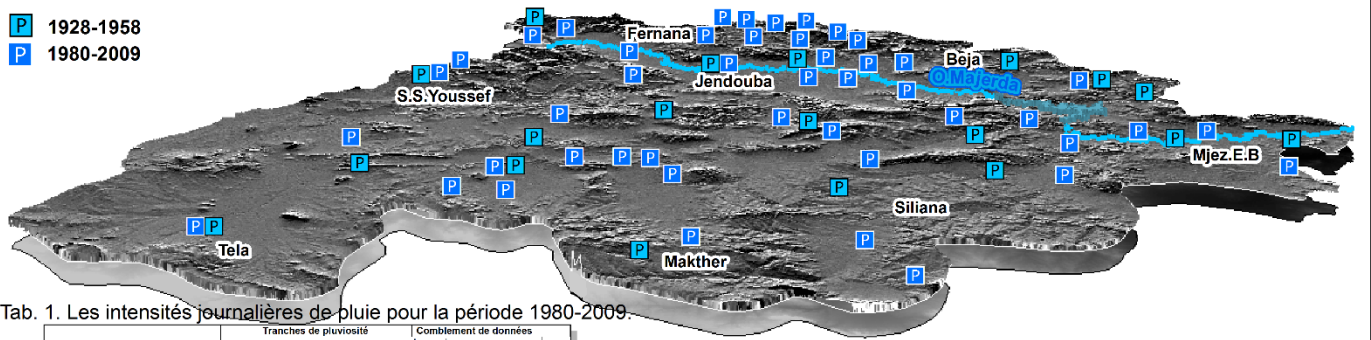 P 1928-1958
P 1980-2009
Fernana
Beja
O.Majerda
Jendouba
S.S.Youssef
Mjez.E.B
Siliana
Tela
Makther
Tab. 1. Les intensités journalières de pluie pour la période 1980-2009.
Tranches de pluviosité
Comblement de données